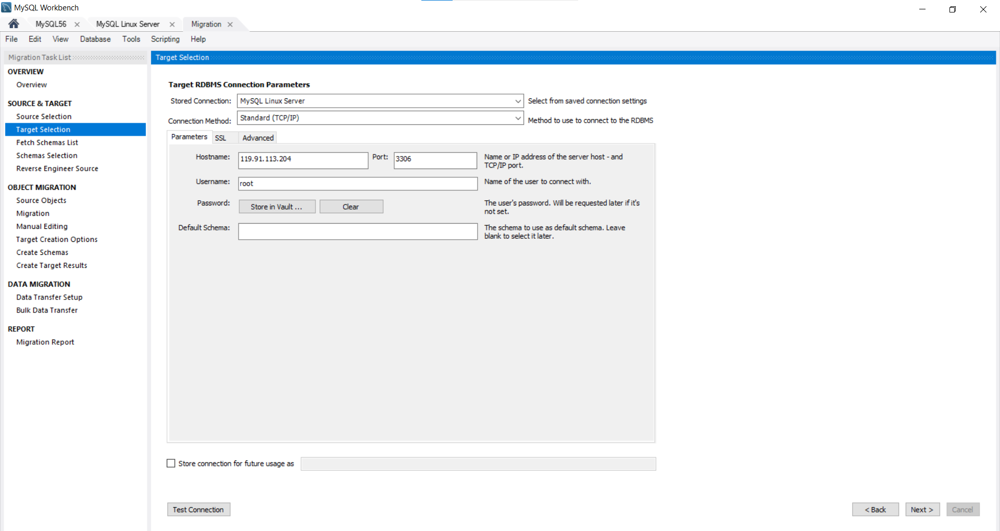 MySQL Workbench
MySQL56
MySQL Linux Server
Migration
File Edit View Database Tools Scripting Help
Migration Task List
OVERVIEW
Overview
SOURCE & TARGET
Source Selection
Target Selection
Fetch Schemas List
Schemas Selection
Reverse Engineer Source
OBJECT MIGRATION
Source Objects
Migration
Manual Editing
Target Creation Options
Create Schemas
Create Target Results
DATA MIGRATION
Data Transfer Setup
Bulk Data Transfer
REPORT
Migration Report
Target Selection
Target RDBMS Connection Parameters
Stored Connection: MySQL Linux Server Select from saved connection settings
Connection Method: Standard (TCP/IP) Method to use to connect to the RDBMS
Parameters SSL Advanced
Hostname: 119.91.113.204 Port: 3306 Name or IP address of the server host - and
TCP/IP port.
Username: root Name of the user to connect with.
Password: Store in Vault ... Clear The user's password. Will be requested later if it's
not set.
Default Schema: The schema to use as default schema. Leave
blank to select it later.
Store connection for future usage as
Test Connection < Back Next > Cancel